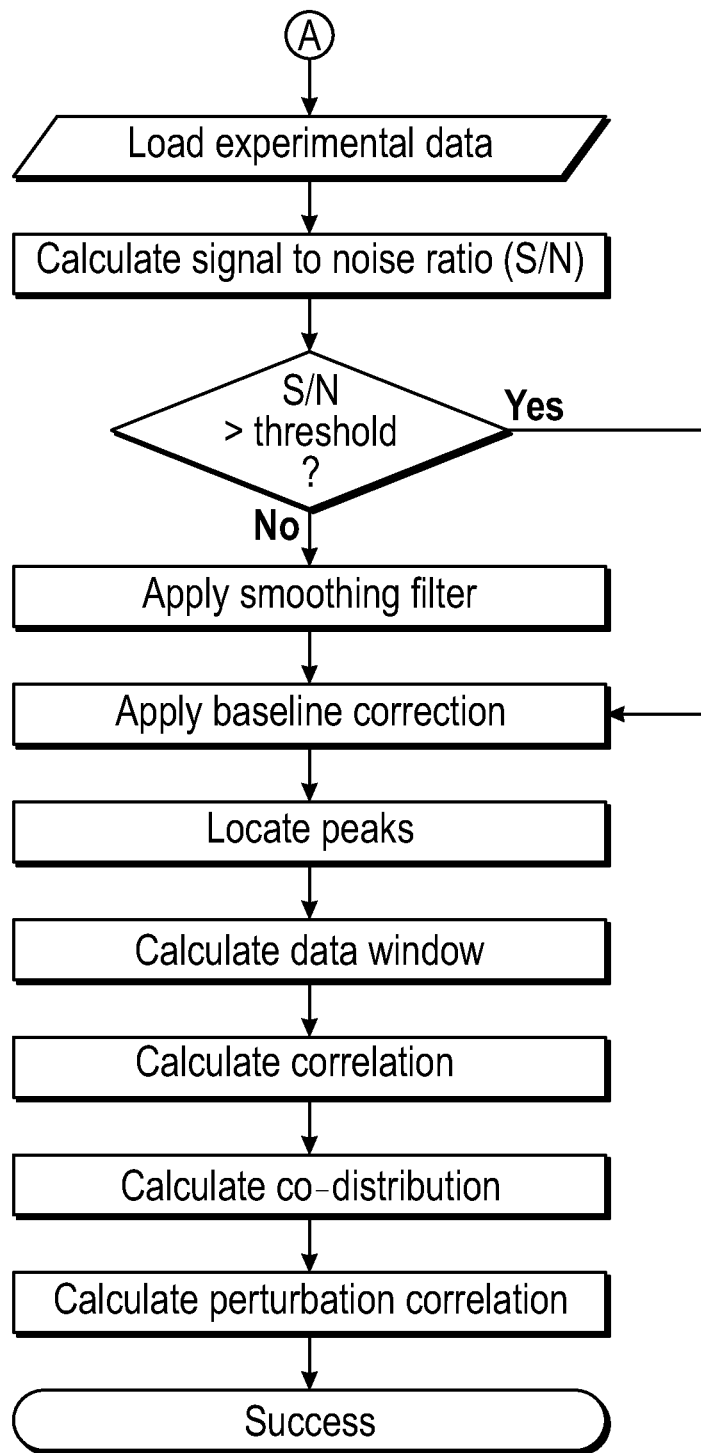 A
Load experimental data
Calculate signal to noise ratio (S/N)
S/N
> threshold
?
Yes
No
Apply smoothing filter
Apply baseline correction
Locate peaks
Calculate data window
Calculate correlation
Calculate co-distribution
Calculate perturbation correlation
Success